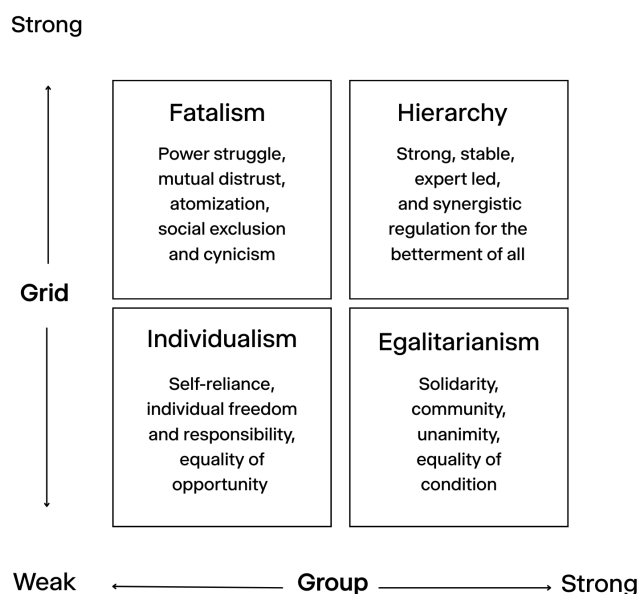 Strong
Fatalism
Power struggle,
mutual distrust,
atomization,
social exclusion
and cynicism
Hierarchy
Strong, stable,
expert led,
and synergistic
regulation for the
betterment of all
Grid
Individualism
Self-reliance,
individual freedom
and responsibility,
equality of
opportunity
Egalitarianism
Solidarity,
community,
unanimity,
equality of
condition
Weak
Group
Strong